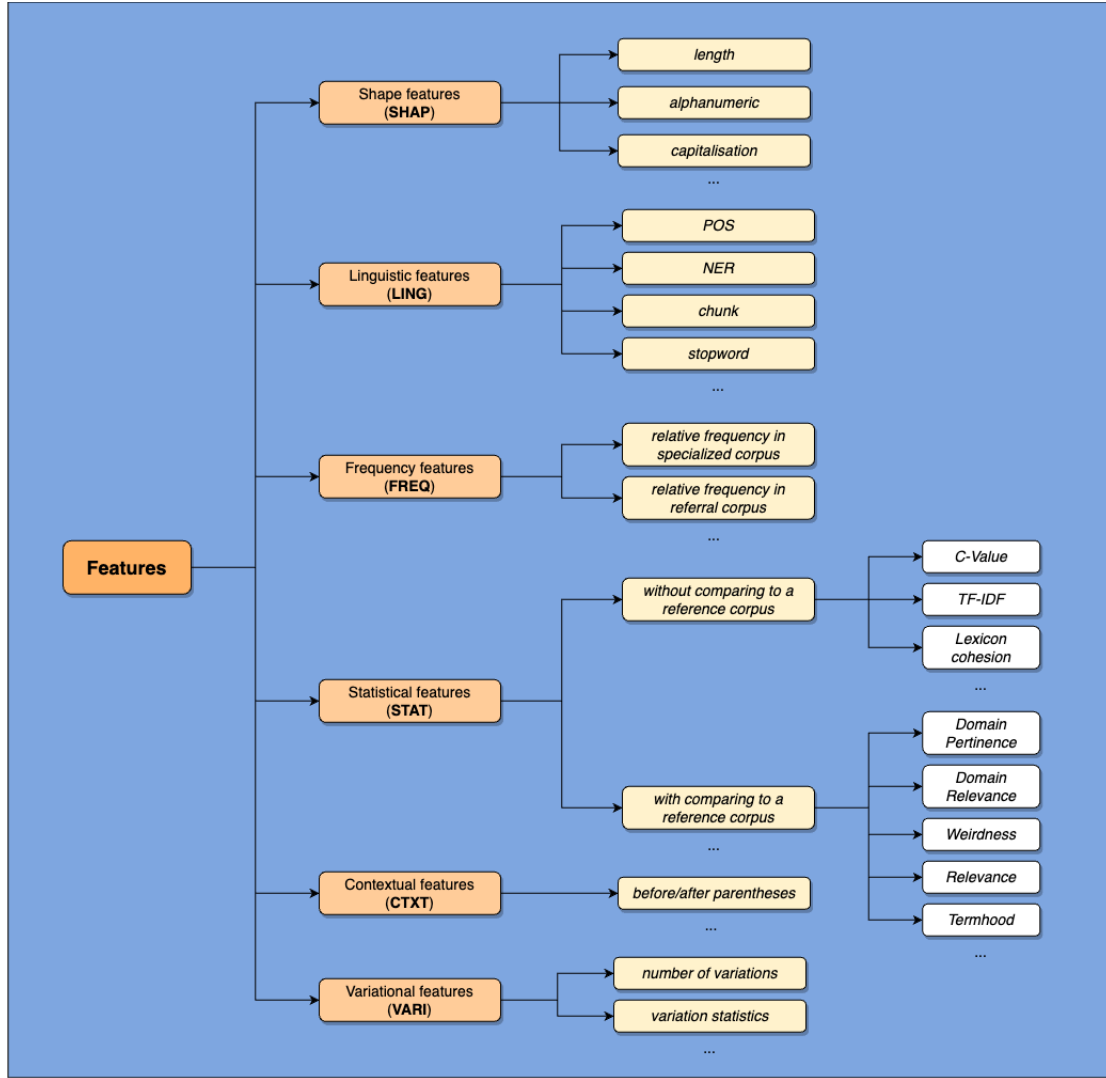 Features
Shape features
(SHAP)
length
alphanumeric
capitalisation
...
Linguistic features
(LING)
POS
NER
chunk
stopword
...
Frequency features
(FREQ)
relative frequency in
specialized corpus
relative frequency in
referral corpus
...
Statistical features
(STAT)
without comparing to a
reference corpus
C-Value
TF-IDF
Lexicon
cohesion
...
with comparing to a
reference corpus
...
Domain
Pertinence
Domain
Relevance
Weirdness
Relevance
Termhood
...
Contextual features
(CTXT)
before/after parentheses
...
Variational features
(VARI)
number of variations
variation statistics
...